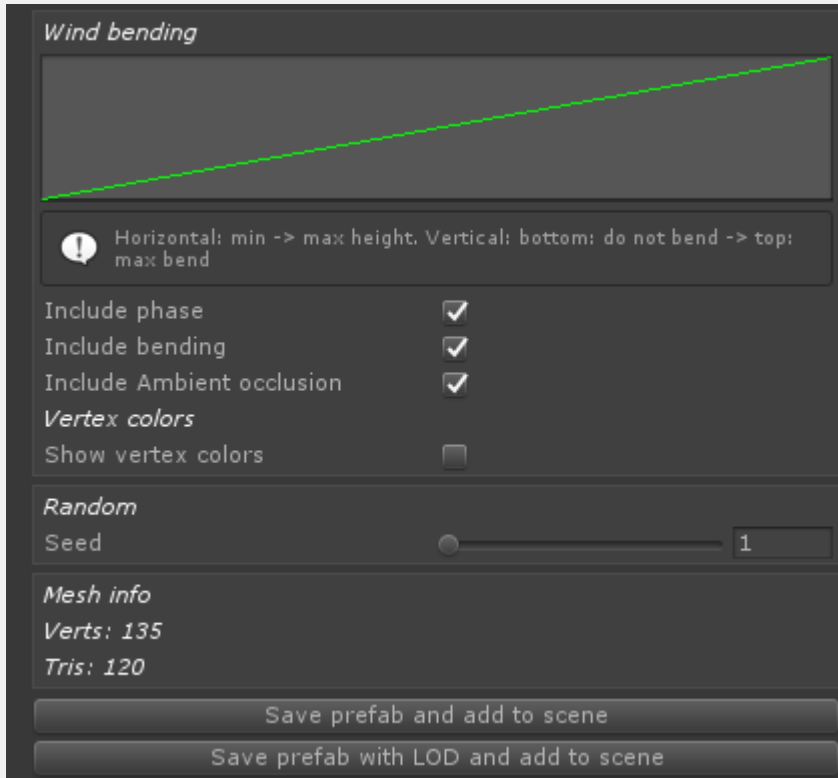 Wind bending
Horizontal: min -> max height. Vertical: bottom: do not bend -> top:
max bend
Include phase
Include bending
Include Ambient occlusion
Vertex colors
Show vertex colors
Random
Seed 1
Mesh info
Verts: 135
Tris: 120
Save prefab and add to scene
Save prefab with LOD and add to scene